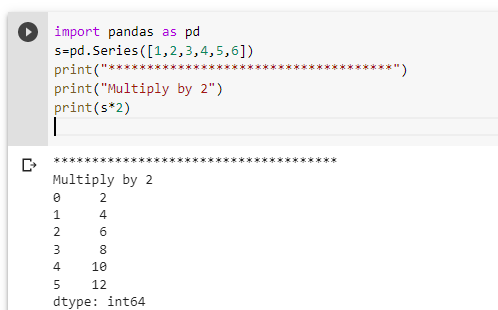 import pandas as pd
s=pd.Series([1,2,3,4,5,6])
print("*************************************")
print("Multiply by 2")
print(s*2)
*************************************
Multiply by 2
0     2
1     4
2     6
3     8
4    10
5    12
dtype: int64